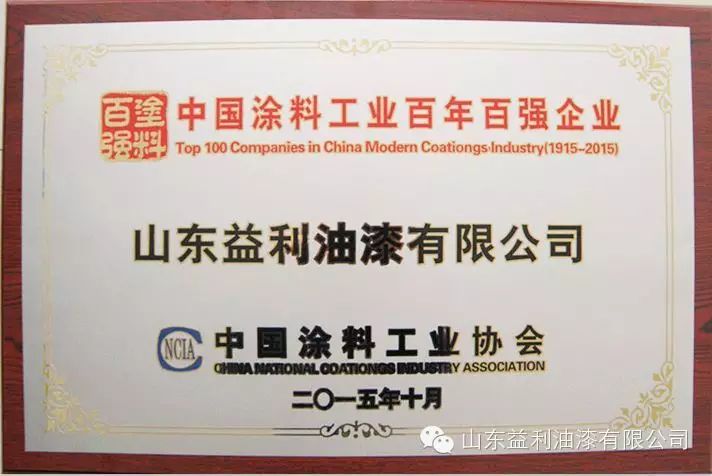 百强
塗料
中国涂料工业百年百强企业
Top 100 Companies in China Modern Coationgs·Industry(1915-2015)
山东益利油漆有限公司
NCIA
中国涂料工业协会
CHINA NATIONAL COATIONGS INDUSTRY ASSOCIATION
二〇一五年十月
山东益利油漆有限公司